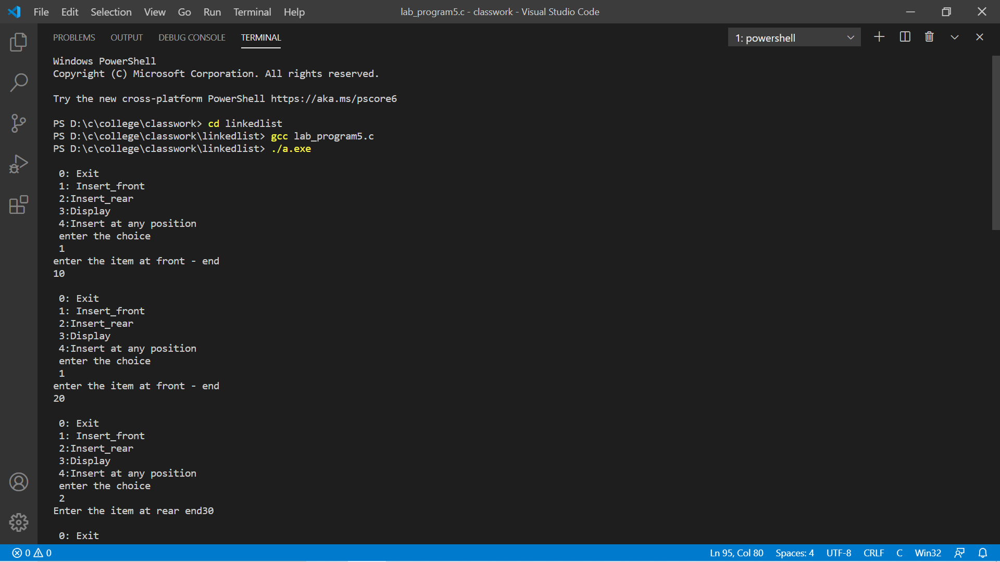 File Edit Selection View Go Run Terminal Help lab_program5.c - classwork - Visual Studio Code
PROBLEMS OUTPUT DEBUG CONSOLE TERMINAL 1: powershell
Windows PowerShell
Copyright (C) Microsoft Corporation. All rights reserved.
Try the new cross-platform PowerShell https://aka.ms/pscore6
PS D:\c\college\classwork> cd linkedlist
PS D:\c\college\classwork\linkedlist> gcc lab_program5.c
PS D:\c\college\classwork\linkedlist> ./a.exe
0: Exit
1: Insert_front
2:Insert_rear
3:Display
4:Insert at any position
enter the choice
1
enter the item at front - end
10
0: Exit
1: Insert_front
2:Insert_rear
3:Display
4:Insert at any position
enter the choice
1
enter the item at front - end
20
0: Exit
1: Insert_front
2:Insert_rear
3:Display
4:Insert at any position
enter the choice
2
Enter the item at rear end30
0: Exit
0 0 Ln 95, Col 80 Spaces: 4 UTF-8 CRLF C Win32